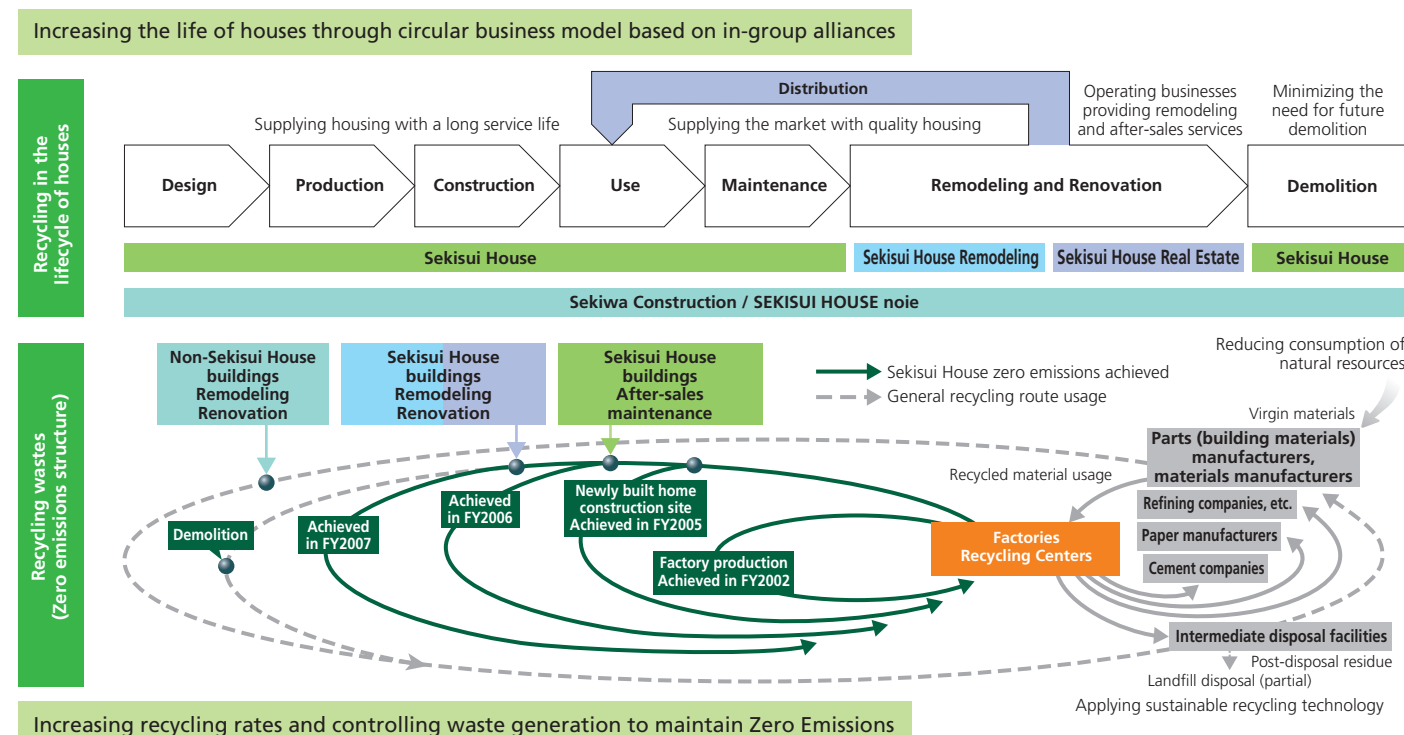 Increasing the life of houses through circular business model based on in-group alliances
Recycling in the
lifecycle of houses
Distribution
Supplying housing with a long service life
Supplying the market with quality housing
Operating businesses
providing remodeling
and after-sales services
Minimizing the
need for future
demolition
Design
Production
Construction
Use
Maintenance
Remodeling and Renovation
Demolition
Sekisui House
Sekisui House Remodeling
Sekisui House Real Estate
Sekisui House
Sekiwa Construction / SEKISUI HOUSE noie
Recycling wastes
(Zero emissions structure)
Non-Sekisui House
buildings
Remodeling
Renovation
Sekisui House
buildings
Remodeling
Renovation
Sekisui House
buildings
After-sales
maintenance
Sekisui House zero emissions achieved
General recycling route usage
Reducing consumption of
natural resources
Virgin materials
Parts (building materials)
manufacturers,
materials manufacturers
Recycled material usage
Refining companies, etc.
Paper manufacturers
Cement companies
Demolition
Achieved
in FY2007
Achieved
in FY2006
Newly built home
construction site
Achieved in FY2005
Factory production
Achieved in FY2002
Factories
Recycling Centers
Intermediate disposal facilities
Post-disposal residue
Landfill disposal (partial)
Applying sustainable recycling technology
Increasing recycling rates and controlling waste generation to maintain Zero Emissions